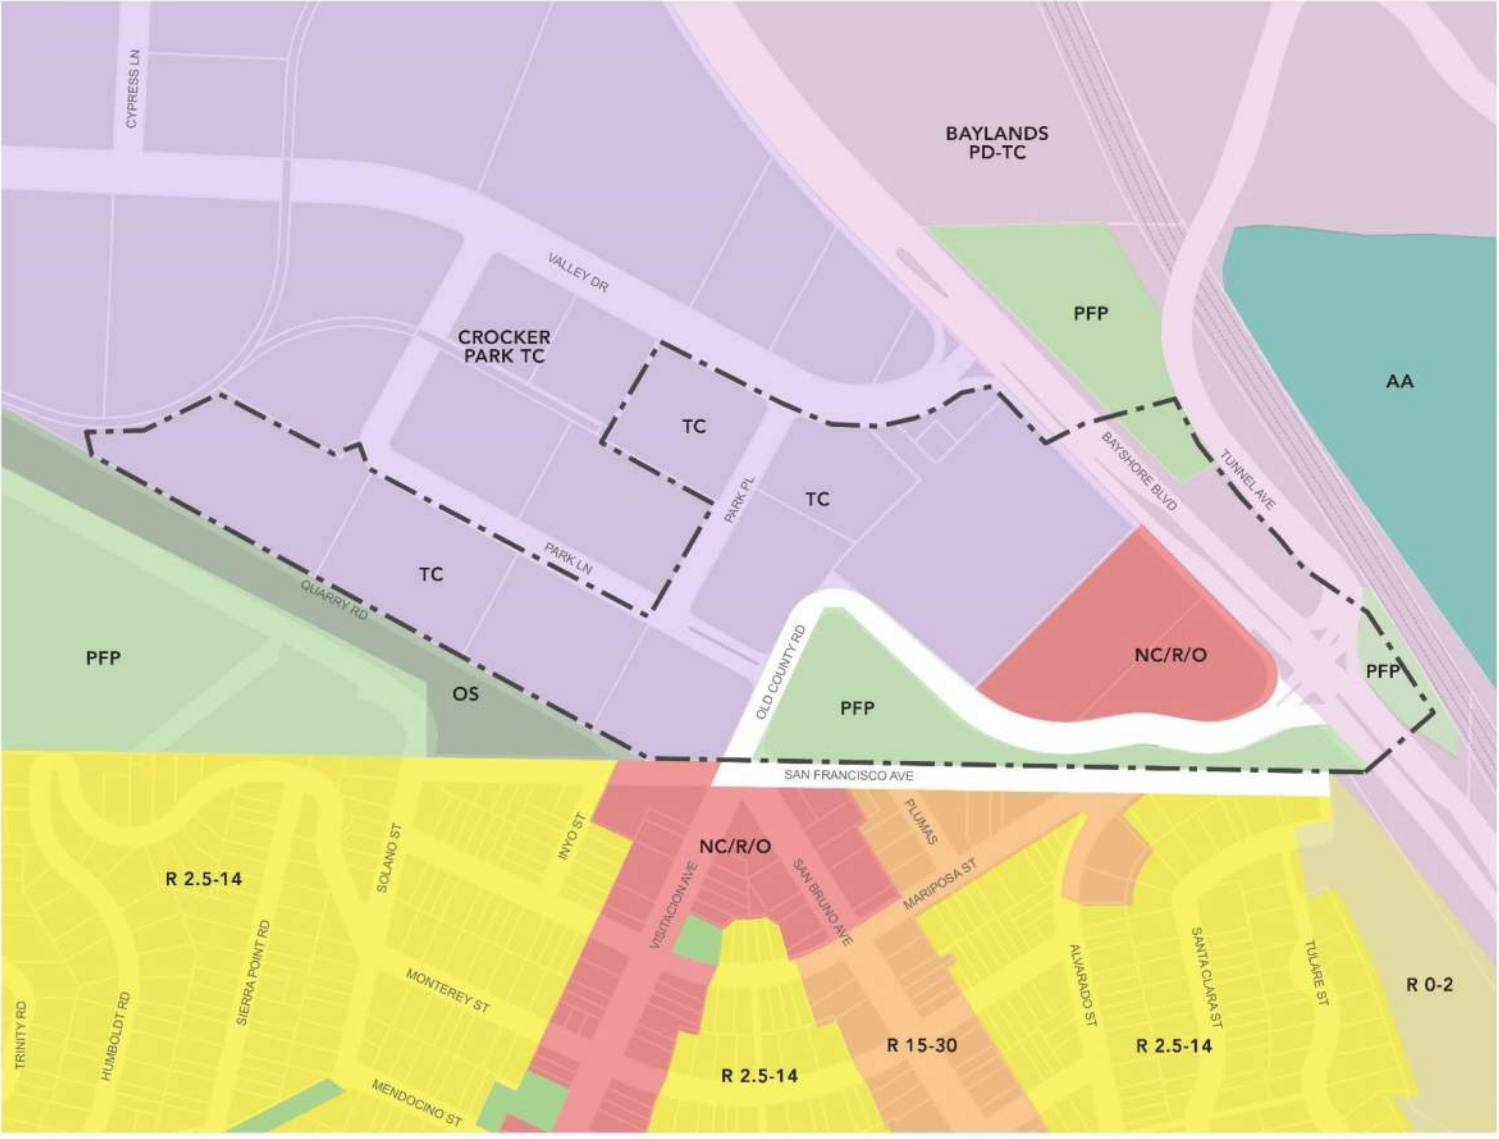 CYPRESS LN
BAYLANDS
PD-TC
VALLEY DR
PFP
CROCKER
PARK TC
AA
TC
BAYSHORE BLVD
TUNNEL AVE
PARK PL
TC
PARK LN
TC
QUARRY RD
OLD COUNTY RD
NC/R/O
PFP
PFP
OS
PFP
SAN FRANCISCO AVE
INYO ST
PLUMAS
NC/R/O
SOLANO ST
R 2.5-14
VISITACION AVE
SAN BRUNO AVE
MARIPOSA ST
SIERRA POINT RD
MONTEREY ST
ALVARADO ST
SANTA CLARA ST
TULARE ST
R 0-2
TRINITY RD
HUMBOLDT RD
R 15-30
R 2.5-14
R 2.5-14
MENDOCINO ST